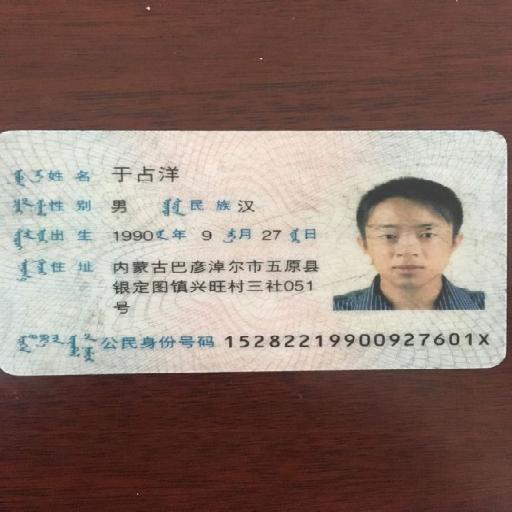 姓名 于占洋
性别 男 民族 汉
出生 1990 年 9 月 27 日
住址 内蒙古巴彦淖尔市五原县
银定图镇兴旺村三社051
号
公民身份号码 15282219900927601X